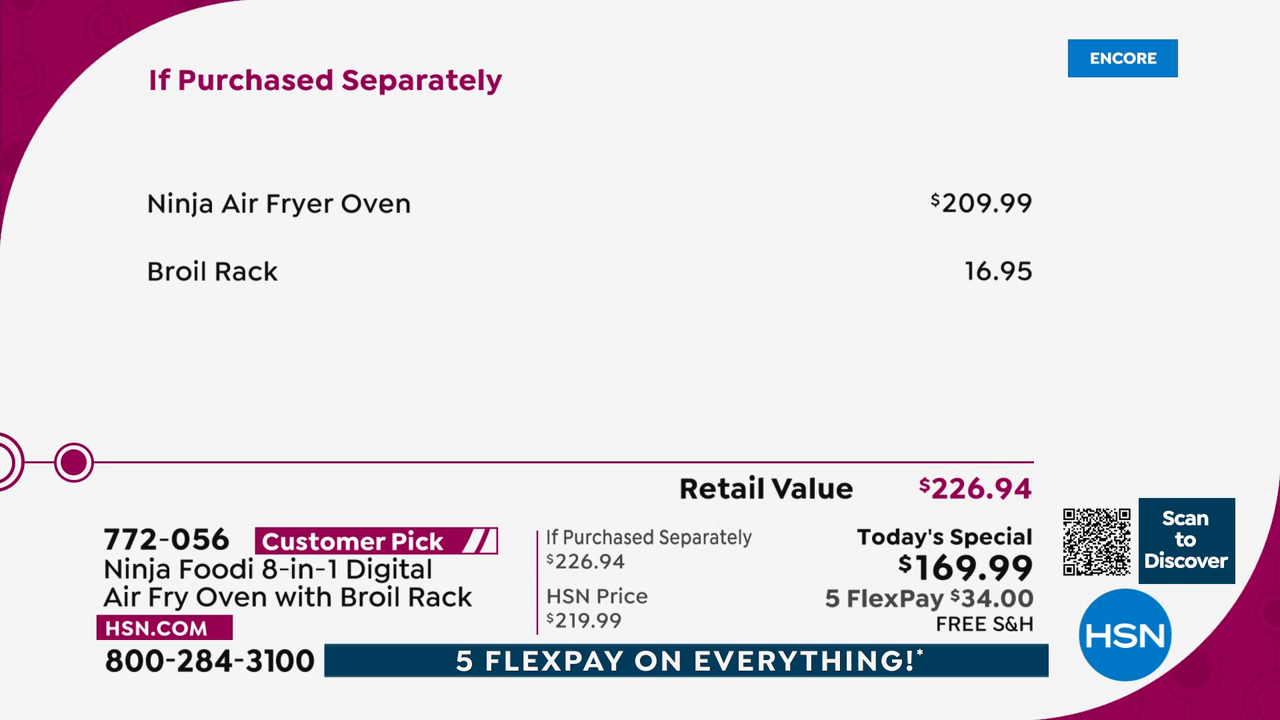 ENCORE
If Purchased Separately
Ninja Air Fryer Oven $209.99
Broil Rack 16.95
Retail Value $226.94
772-056 Customer Pick
Ninja Foodi 8-in-1 Digital
Air Fry Oven with Broil Rack
HSN.COM
800-284-3100
If Purchased Separately
$226.94
HSN Price
$219.99
Today's Special
$169.99
5 FlexPay $34.00
FREE S&H
5 FLEXPAY ON EVERYTHING!*
Scan
to
Discover
HSN